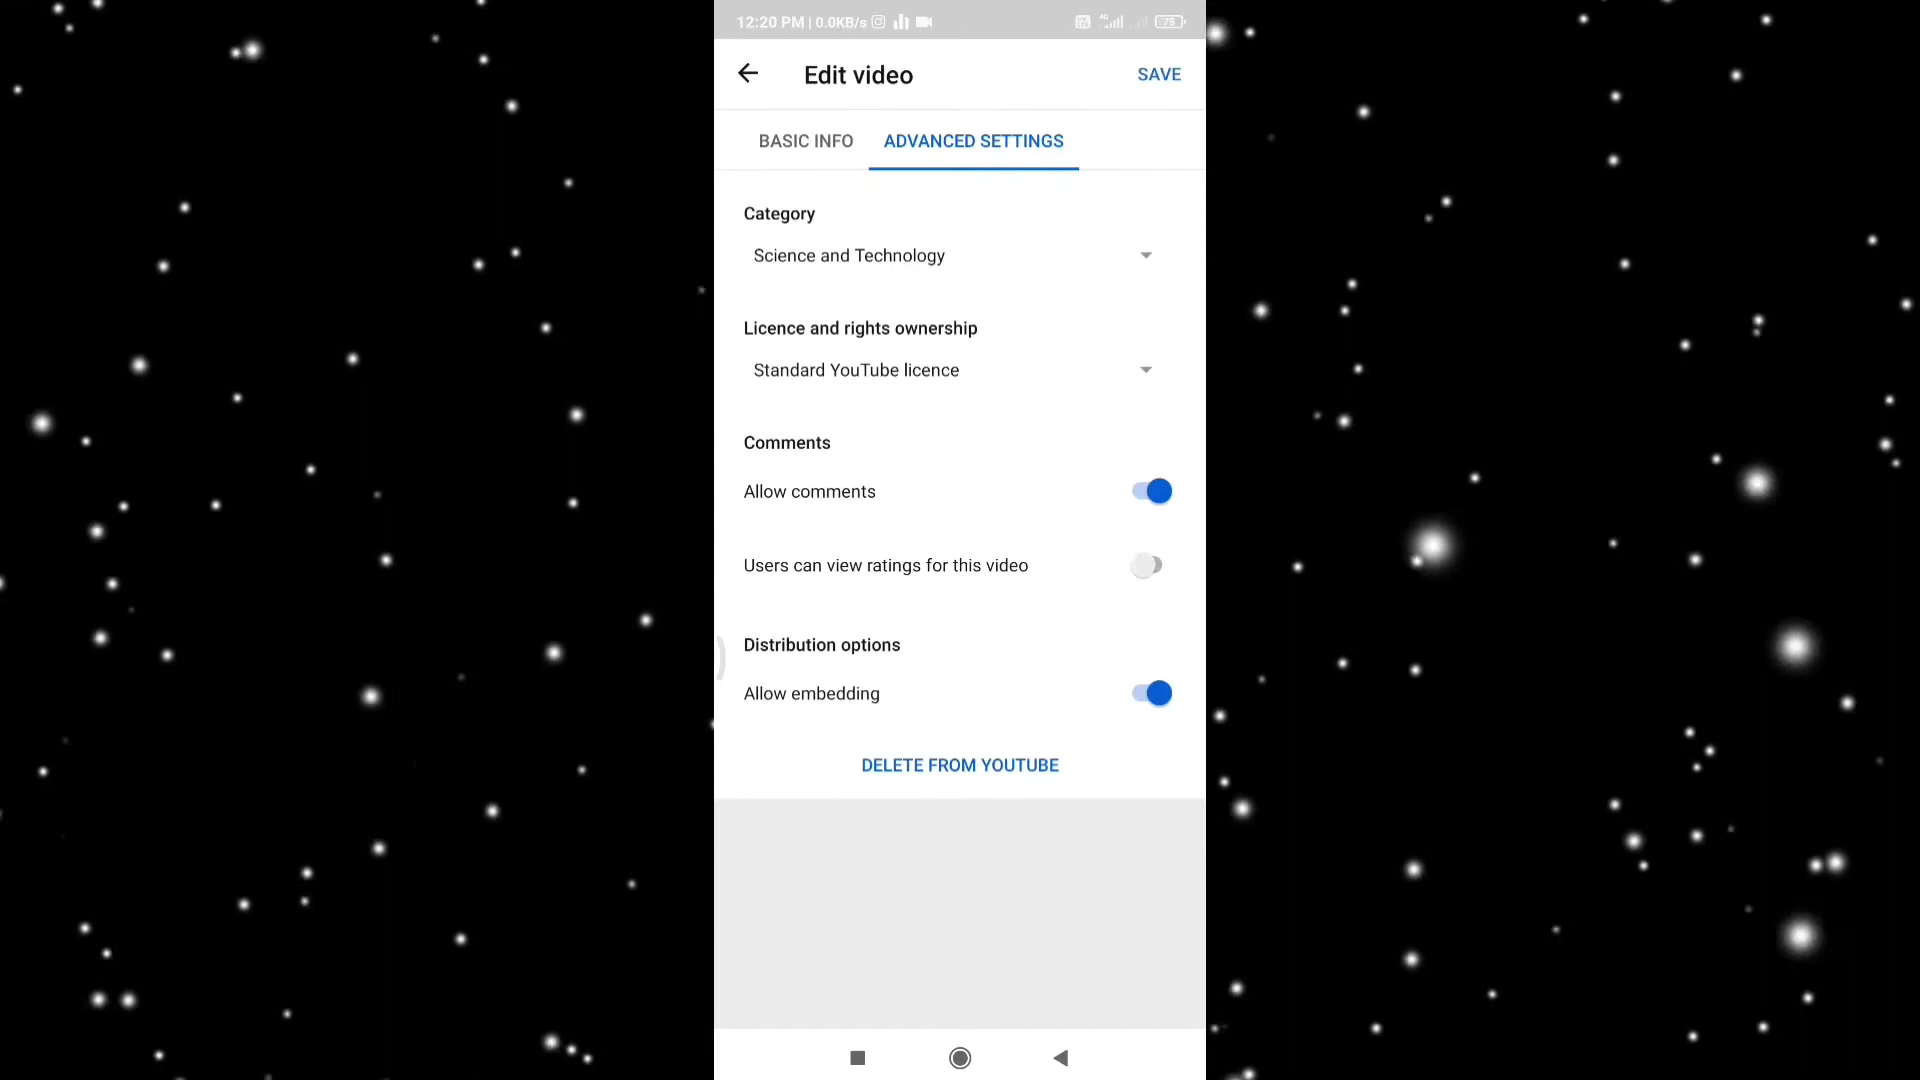 12:20 PM | 0.0KB/s
4G
75
Edit video
SAVE
BASIC INFO
ADVANCED SETTINGS
Category
Science and Technology
Licence and rights ownership
Standard YouTube licence
Comments
Allow comments
Users can view ratings for this video
Distribution options
Allow embedding
DELETE FROM YOUTUBE